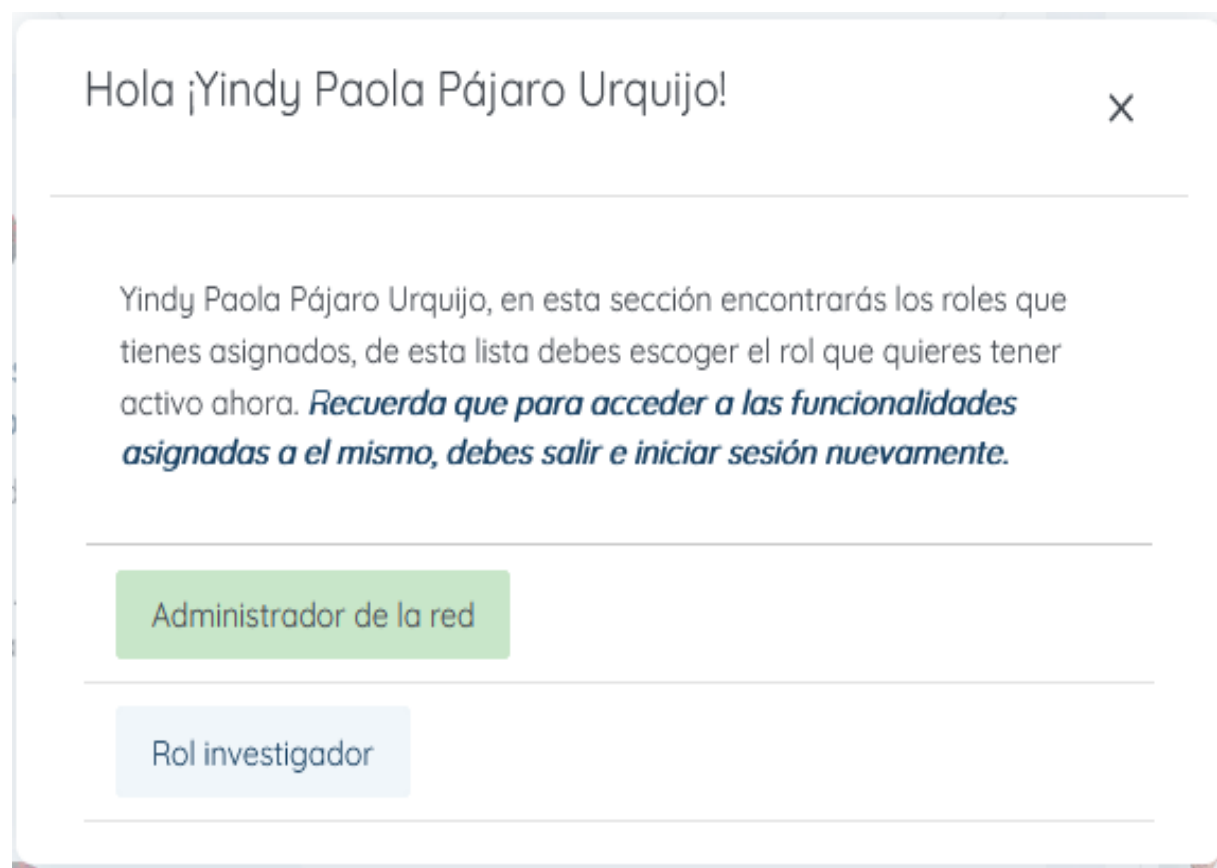 Hola ¡Yindy Paola Pájaro Urquijo!
X
Yindy Paola Pájaro Urquijo, en esta sección encontrarás los roles que
tienes asignados, de esta lista debes escoger el rol que quieres tener
activo ahora. Recuerda que para acceder a las funcionalidades
asignadas a el mismo, debes salir e iniciar sesión nuevamente.
Administrador de la red
Rol investigador